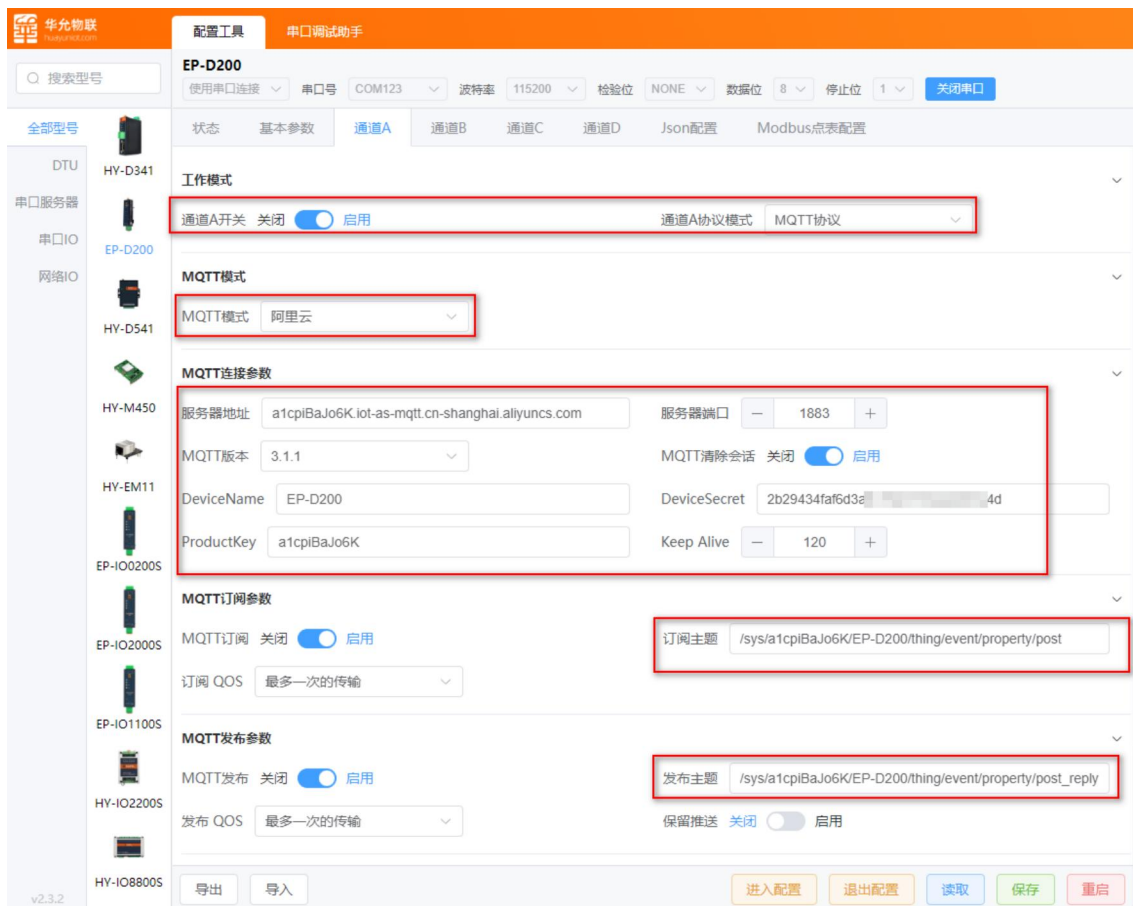 华允物联
huayuniot.com
配置工具 串口调试助手
搜索型号
EP-D200
使用串口连接 串口号 COM123 波特率 115200 检验位 NONE 数据位 8 停止位 1 关闭串口
全部型号
DTU
串口服务器
串口IO
网络IO
HY-D341
EP-D200
HY-D541
HY-M450
HY-EM11
EP-IO0200S
EP-IO2000S
EP-IO1100S
HY-IO2200S
HY-IO8800S
v2.3.2
状态 基本参数 通道A 通道B 通道C 通道D Json配置 Modbus点表配置
工作模式
通道A开关 关闭 启用 通道A协议模式 MQTT协议
MQTT模式
MQTT模式 阿里云
MQTT连接参数
服务器地址 a1cpiBaJo6K.iot-as-mqtt.cn-shanghai.aliyuncs.com 服务器端口 1883
MQTT版本 3.1.1 MQTT清除会话 关闭 启用
DeviceName EP-D200 DeviceSecret 2b29434faf6d3a 4d
ProductKey a1cpiBaJo6K Keep Alive 120
MQTT订阅参数
MQTT订阅 关闭 启用 订阅主题 /sys/a1cpiBaJo6K/EP-D200/thing/event/property/post
订阅 QOS 最多一次的传输
MQTT发布参数
MQTT发布 关闭 启用 发布主题 /sys/a1cpiBaJo6K/EP-D200/thing/event/property/post_reply
发布 QOS 最多一次的传输 保留推送 关闭 启用
导出 导入 进入配置 退出配置 读取 保存 重启